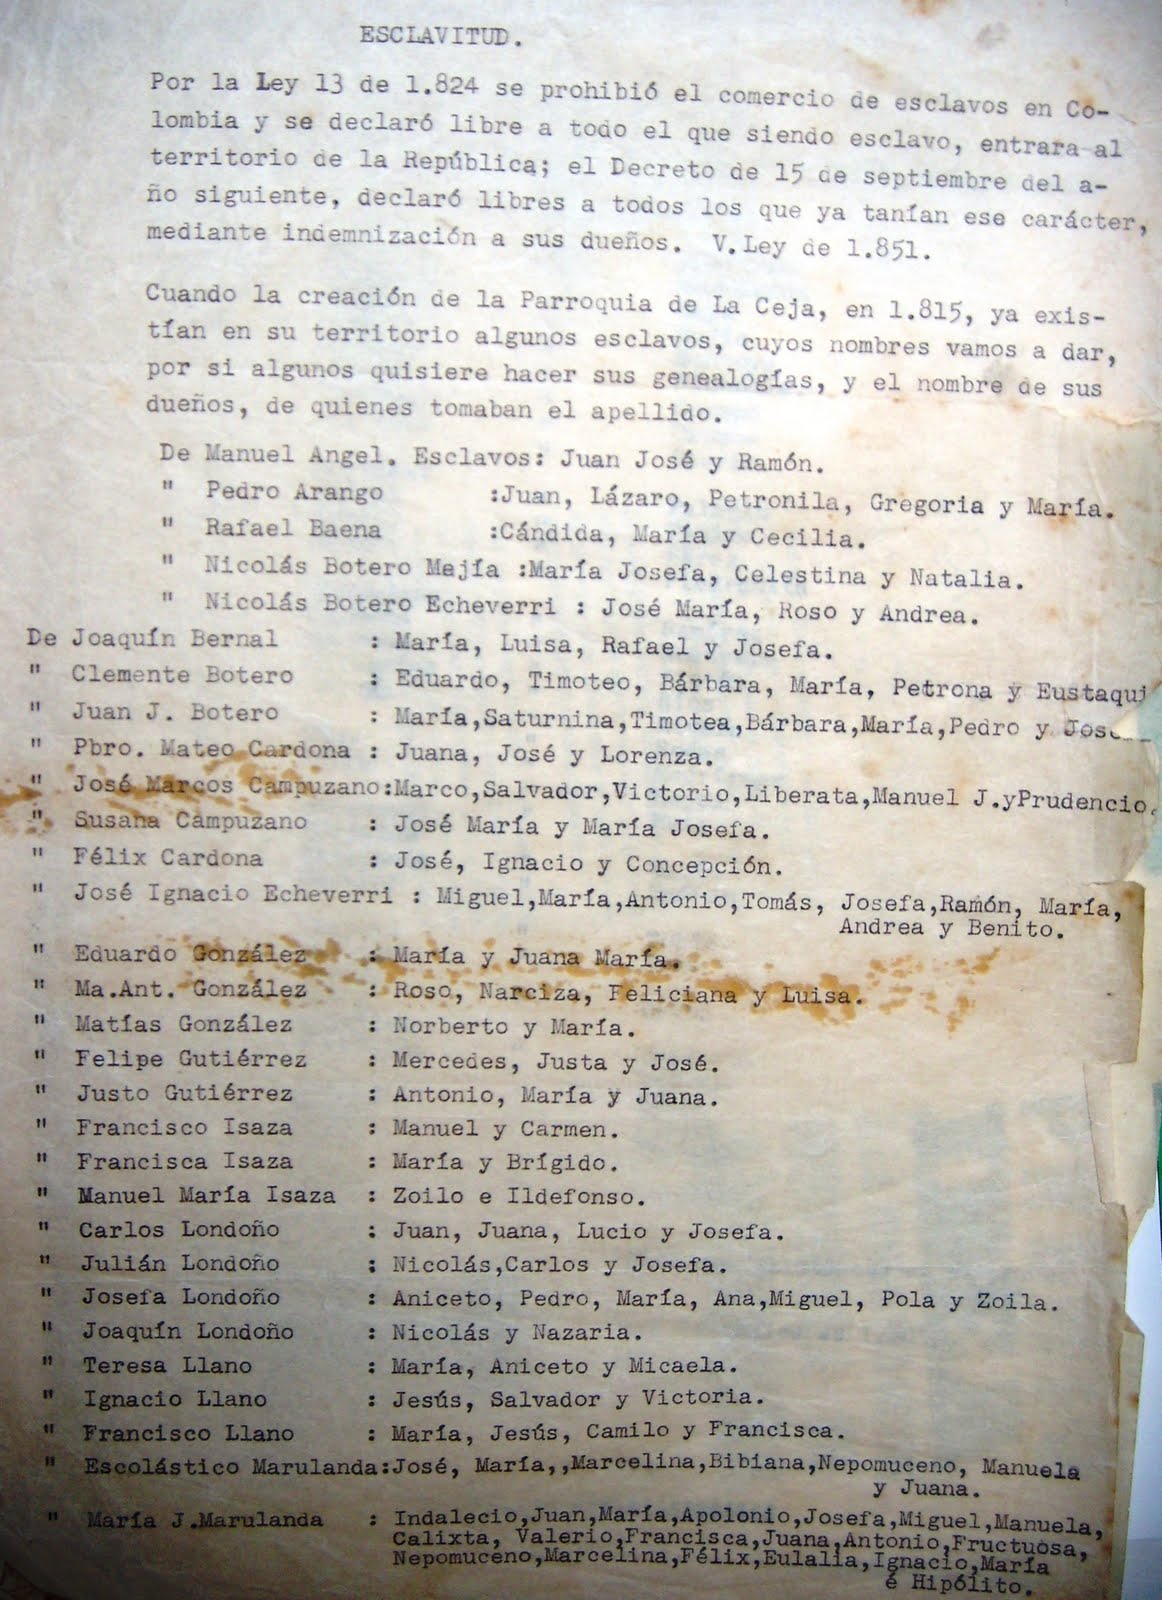 ESCLAVITUD.
Por la Ley 13 de 1.824 se prohibió el comercio de esclavos en Co-
lombia y se declaró libre a todo el que siendo esclavo, entrara al
territorio de la República; el Decreto de 15 de septiembre del a-
ño siguiente, declaró libres a todos los que ya tanían ese carácter,
mediante indemnización a sus dueños. V.Ley de 1.851.
Cuando la creación de la Parroquia de La Ceja, en 1.815, ya exis-
tían en su territorio algunos esclavos, cuyos nombres vamos a dar,
por si algunos quisiere hacer sus genealogías, y el nombre de sus
dueños, de quienes tomaban el apellido.
De Manuel Angel. Esclavos: Juan José y Ramón.
" Pedro Arango :Juan, Lázaro, Petronila, Gregoria y María.
" Rafael Baena :Cándida, María y Cecilia.
" Nicolás Botero Mejía :María Josefa, Celestina y Natalia.
" Nicolás Botero Echeverri : José María, Roso y Andrea.
De Joaquín Bernal : María, Luisa, Rafael y Josefa.
" Clemente Botero : Eduardo, Timoteo, Bárbara, María, Petrona y Eustaqui
" Juan J. Botero : María,Saturnina,Timotea,Bárbara,María,Pedro y
" Pbro. Mateo Cardona : Juana, José y Lorenza.
" José Marcos Campuzano:Marco,Salvador,Victorio,Liberata,Manuel J.yPrudencio.
" Susana Campuzano : José María y María Josefa.
" Félix Cardona : José, Ignacio y Concepción.
" José Ignacio Echeverri : Miguel,María,Antonio,Tomás, Josefa,Ramón, María,
Andrea y Benito.
" Eduardo González : María y Juana María.
" Ma.Ant. González : Roso, Narciza, Feliciana y Luisa.
" Matías González : Norberto y María.
" Felipe Gutiérrez : Mercedes, Justa y José.
" Justo Gutiérrez : Antonio, María y Juana.
" Francisco Isaza : Manuel y Carmen.
" Francisca Isaza : María y Brígido.
" Manuel María Isaza : Zoilo e Ildefonso.
" Carlos Londoño : Juan, Juana, Lucio y Josefa.
" Julián Londoño : Nicolás,Carlos y Josefa.
" Josefa Londoño : Aniceto, Pedro, María, Ana,Miguel, Pola y Zoila.
" Joaquín Londoño : Nicolás y Nazaria.
" Teresa Llano : María, Aniceto y Micaela.
" Ignacio Llano : Jesús, Salvador y Victoria.
" Francisco Llano : María, Jesús, Camilo y Francisca.
" Escolástico Marulanda:José, María,,Marcelina,Bibiana,Nepomuceno, Manuela
y Juana.
" María J.Marulanda : Indalecio,Juan,María,Apolonio,Josefa,Miguel,Manuela,
Calixta, Valerio,Francisca,Juana,Antonio,Fructuosa,
Nepomuceno,Marcelina,Félix,Eulalia,Ignacio,María
é Hipólito.